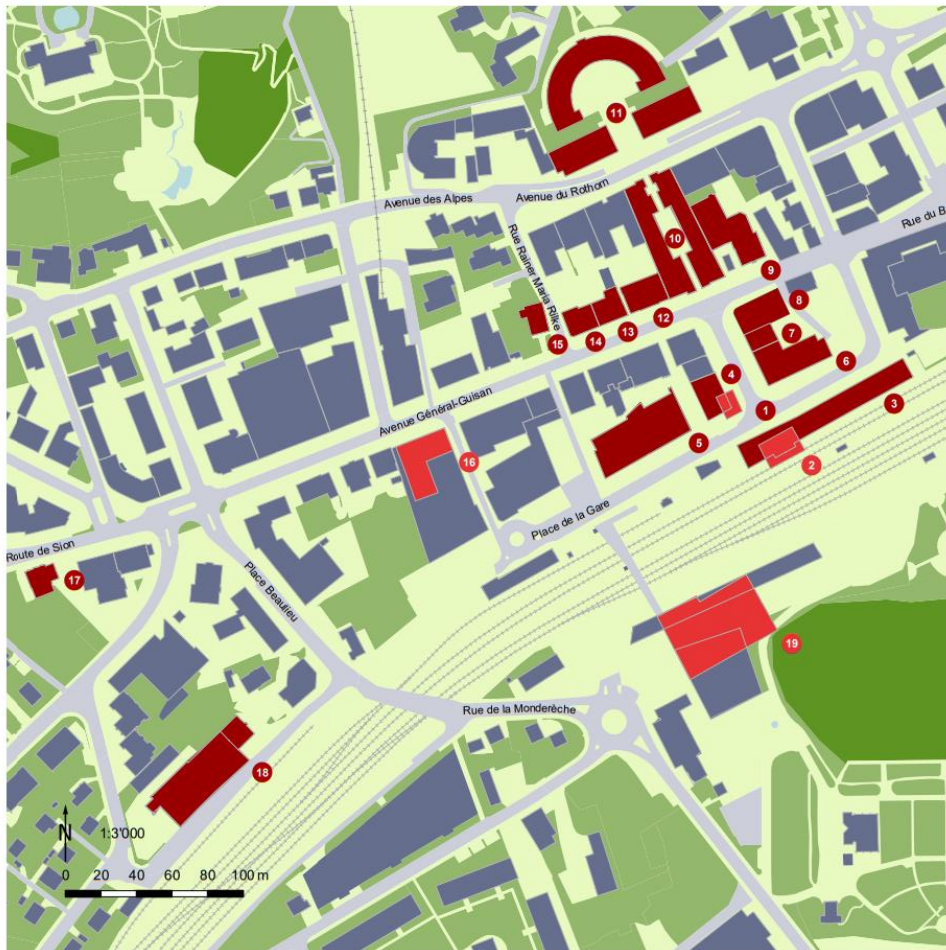 11
Avenue des Alpes
Avenue du Rothorn
Rue Rainer Maria Rilke
10
Rue du B
9
8
12
13
14
15
7
6
4
3
1
Avenue Général-Guisan
5
2
16
Place de la Gare
Route de Sion
17
Place Beaulieu
19
Rue de la Monderèche
18
N
1:3'000
0 20 40 60 80 100 m